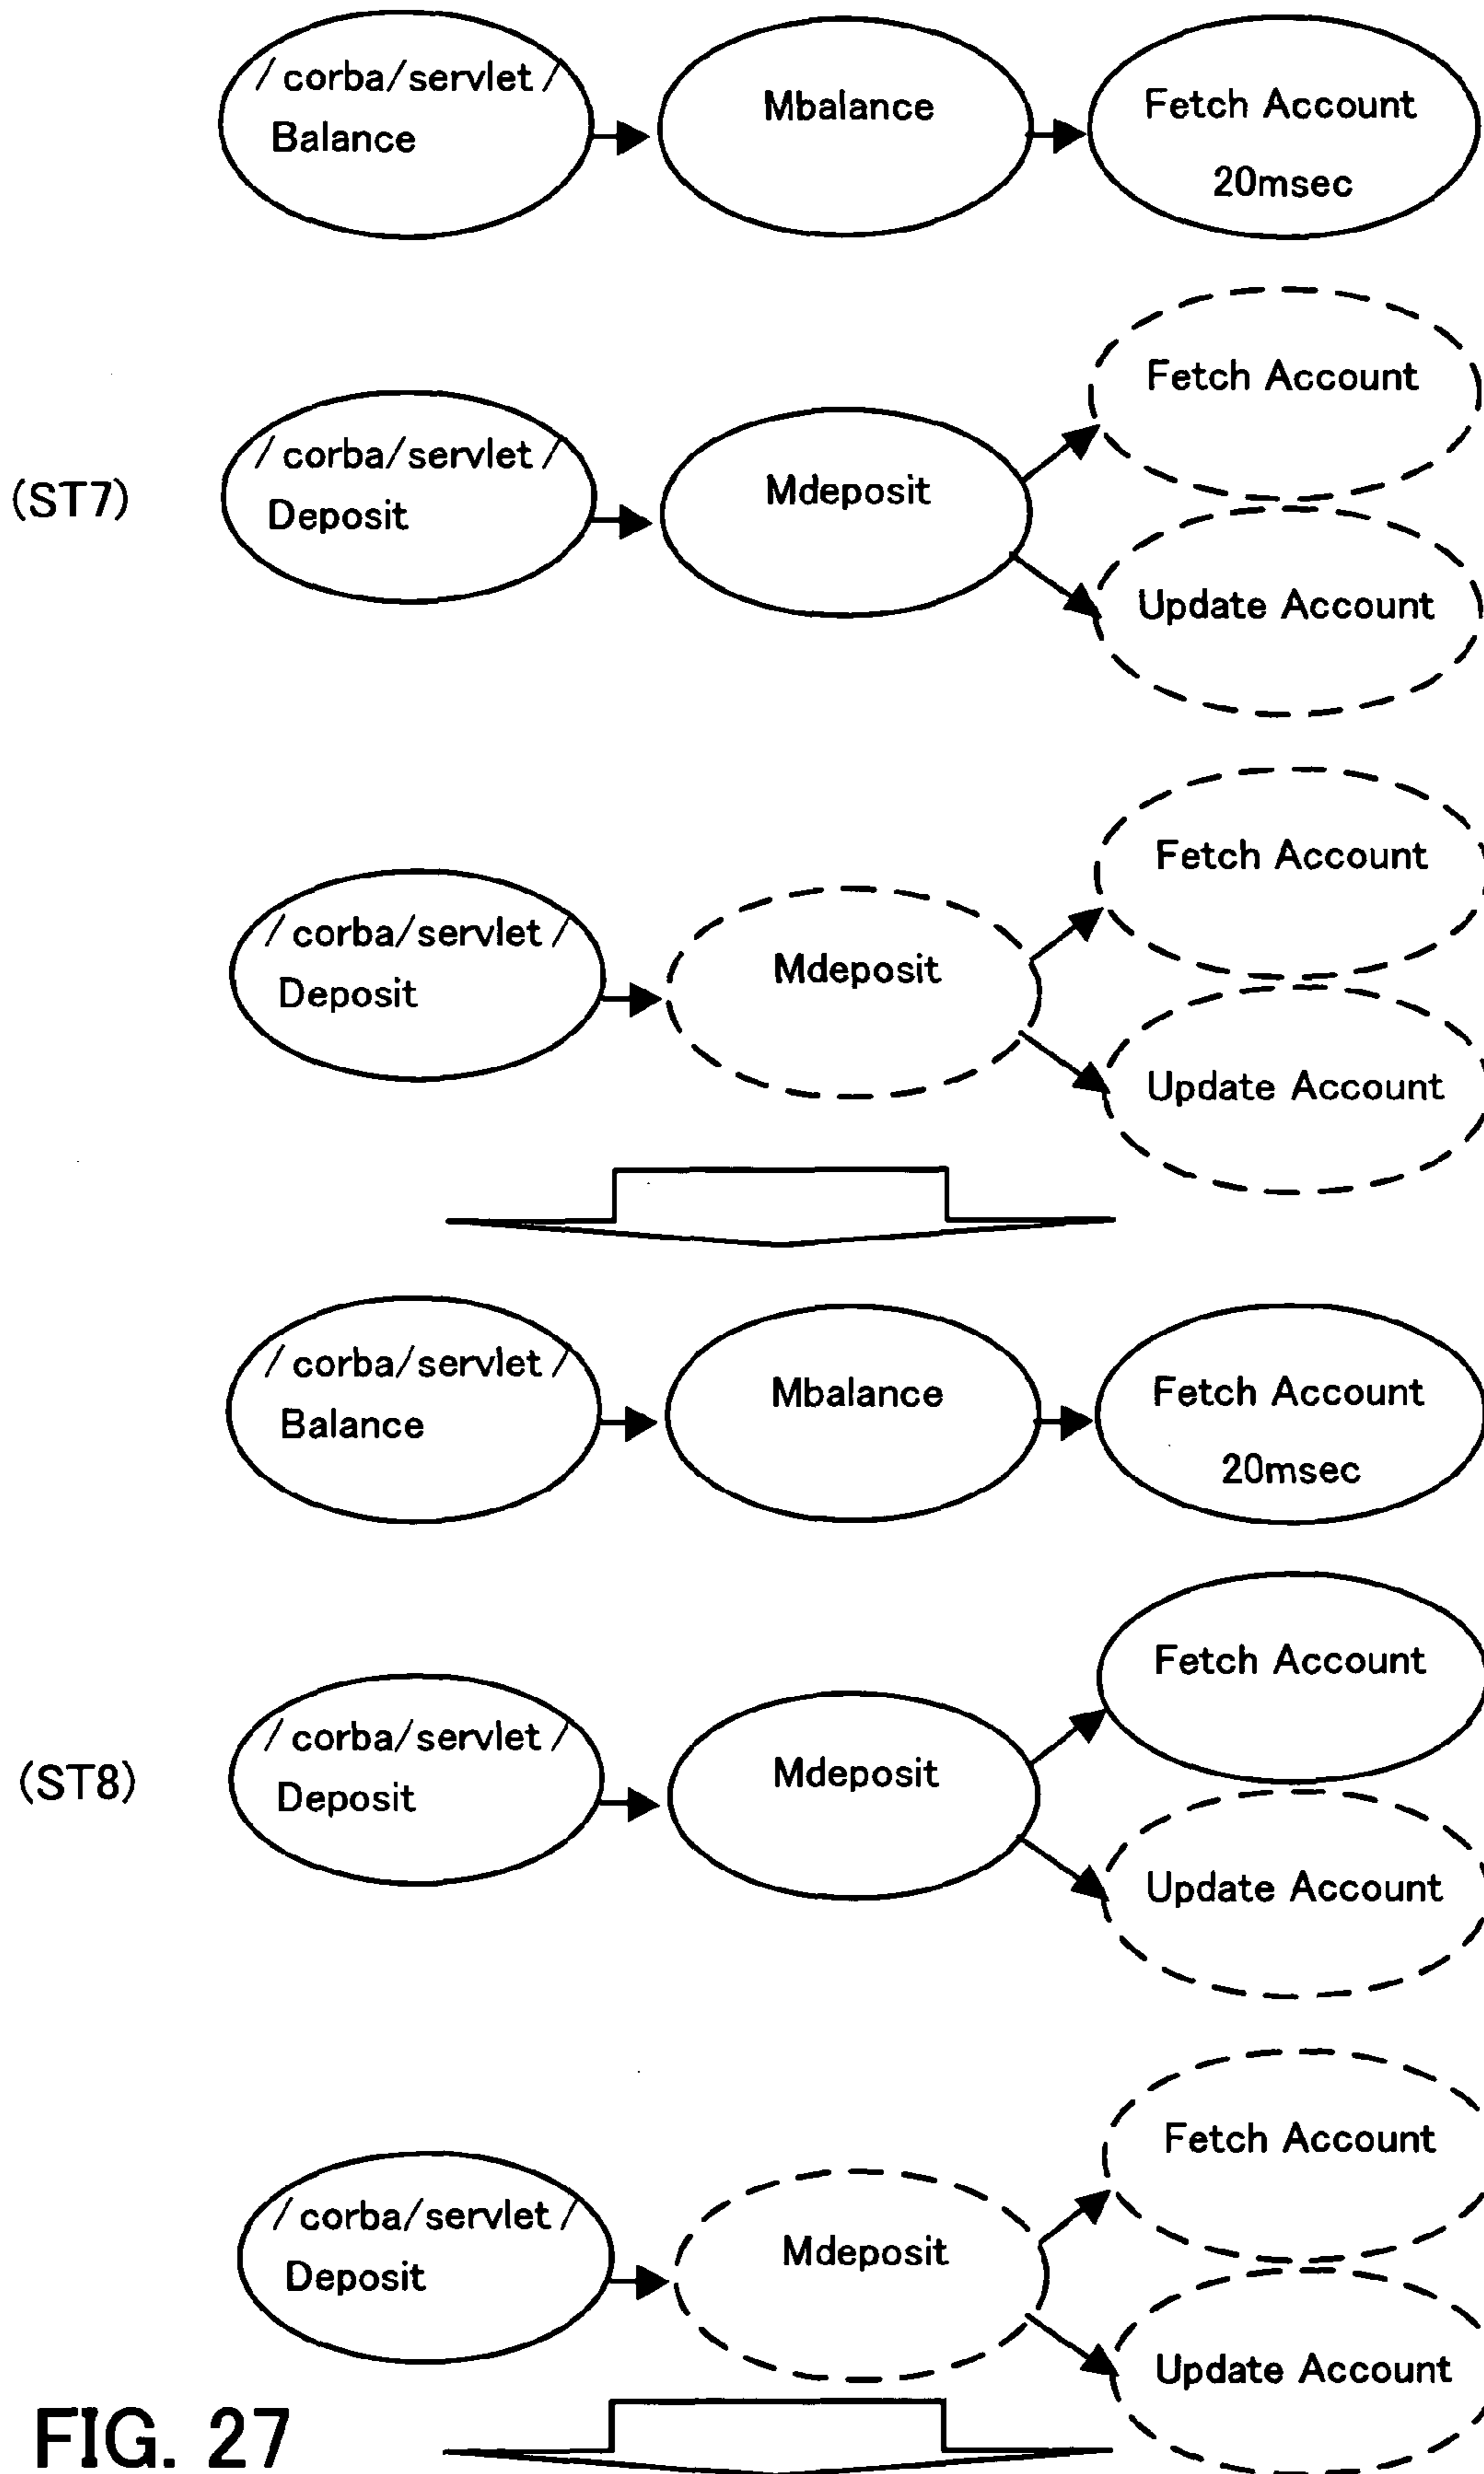 /corba/servlet/
Balance
Mbalance
Fetch Account
20msec
(ST7)
/corba/servlet/
Deposit
Mdeposit
Fetch Account
Update Account
/corba/servlet/
Deposit
Mdeposit
Fetch Account
Update Account
/corba/servlet/
Balance
Mbalance
Fetch Account
20msec
(ST8)
/corba/servlet/
Deposit
Mdeposit
Fetch Account
Update Account
/corba/servlet/
Deposit
Mdeposit
Fetch Account
Update Account
FIG. 27